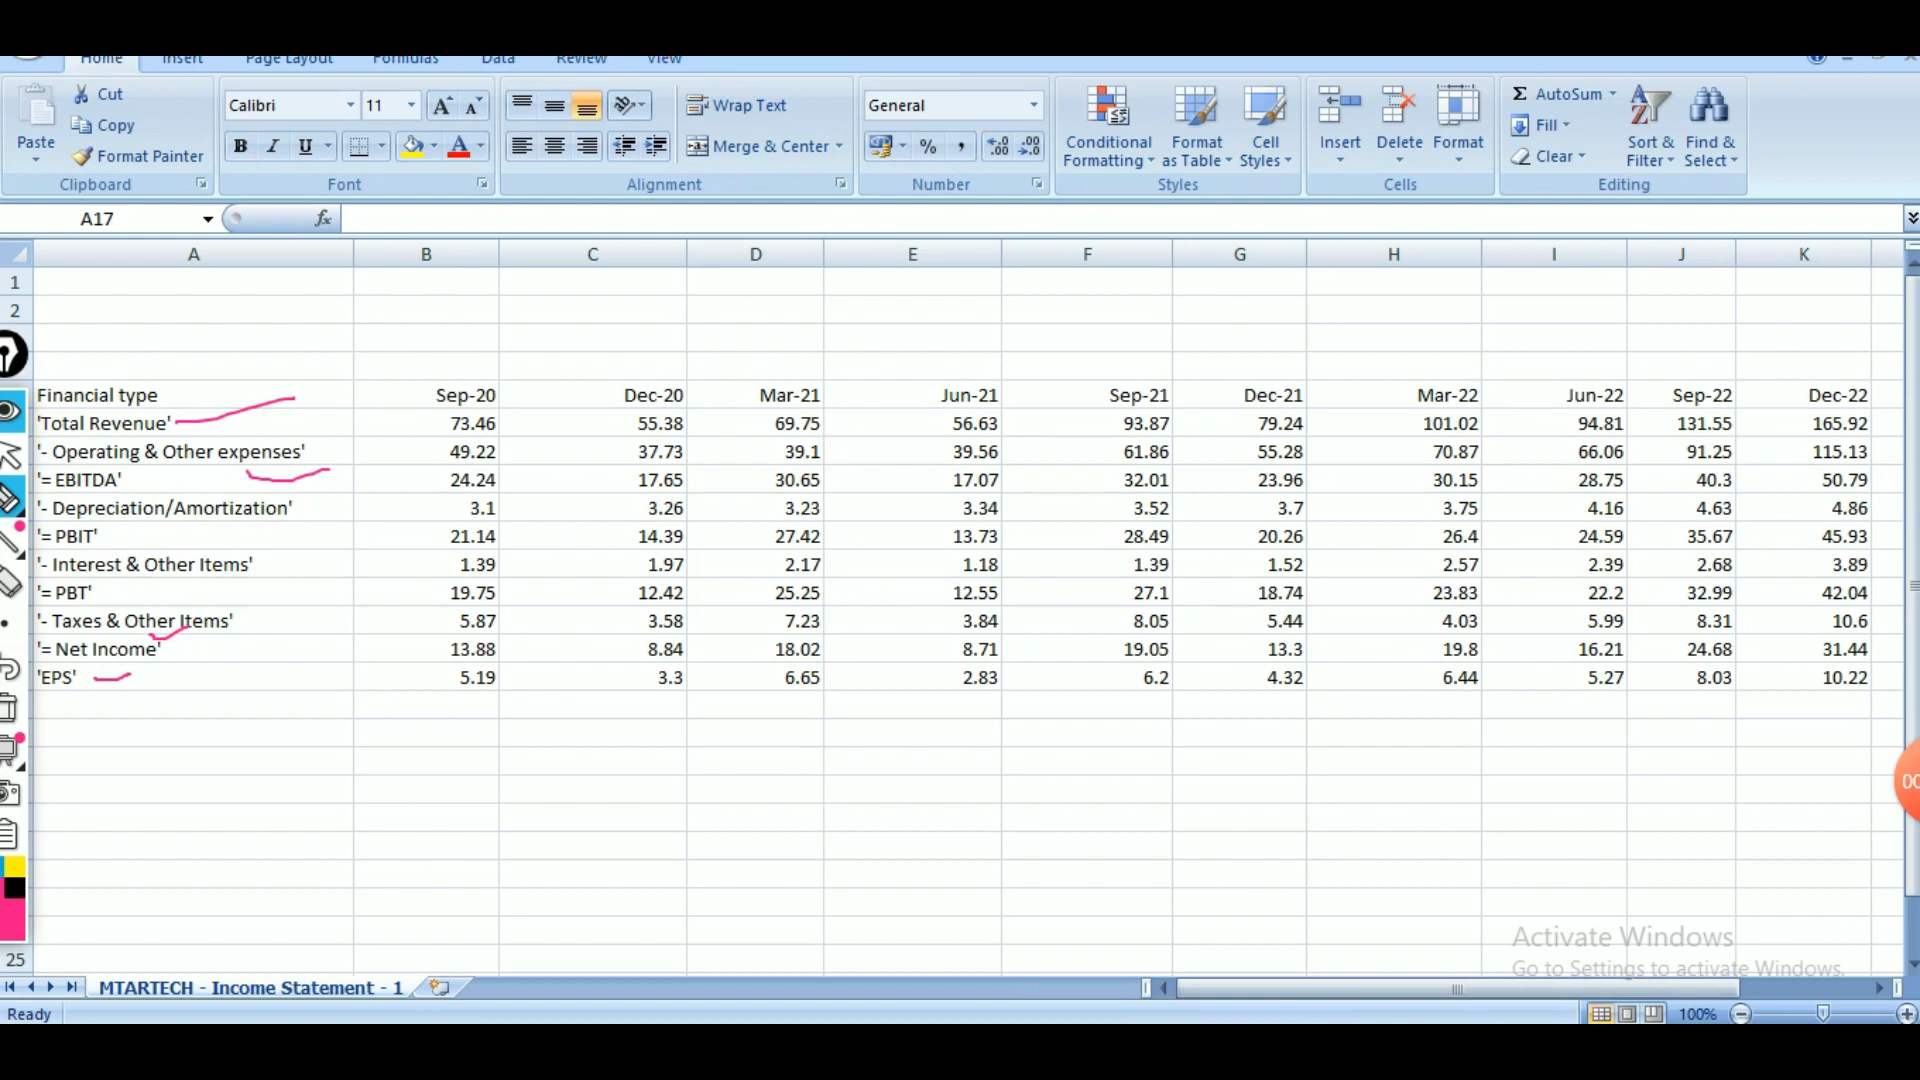 Home Insert Page Layout Formulas Data Review View
Paste Cut Copy Format Painter Clipboard
Calibri 11 A A B I U A Font
Wrap Text Merge & Center Alignment
General % , .0 .00 .00 .0 Number
Conditional Formatting Format as Table Cell Styles Styles
Insert Delete Format Cells
Σ AutoSum Fill Clear Sort & Filter Find & Select Editing
A17 fx
A B C D E F G H I J K
1
2
Financial type Sep-20 Dec-20 Mar-21 Jun-21 Sep-21 Dec-21 Mar-22 Jun-22 Sep-22 Dec-22
'Total Revenue' 73.46 55.38 69.75 56.63 93.87 79.24 101.02 94.81 131.55 165.92
'- Operating & Other expenses' 49.22 37.73 39.1 39.56 61.86 55.28 70.87 66.06 91.25 115.13
'= EBITDA' 24.24 17.65 30.65 17.07 32.01 23.96 30.15 28.75 40.3 50.79
'- Depreciation/Amortization' 3.1 3.26 3.23 3.34 3.52 3.7 3.75 4.16 4.63 4.86
'= PBIT' 21.14 14.39 27.42 13.73 28.49 20.26 26.4 24.59 35.67 45.93
'- Interest & Other Items' 1.39 1.97 2.17 1.18 1.39 1.52 2.57 2.39 2.68 3.89
'= PBT' 19.75 12.42 25.25 12.55 27.1 18.74 23.83 22.2 32.99 42.04
'- Taxes & Other Items' 5.87 3.58 7.23 3.84 8.05 5.44 4.03 5.99 8.31 10.6
'= Net Income' 13.88 8.84 18.02 8.71 19.05 13.3 19.8 16.21 24.68 31.44
'EPS' 5.19 3.3 6.65 2.83 6.2 4.32 6.44 5.27 8.03 10.22
00
25
Activate Windows
Go to Settings to activate Windows.
MTARTECH - Income Statement - 1
Ready 100%